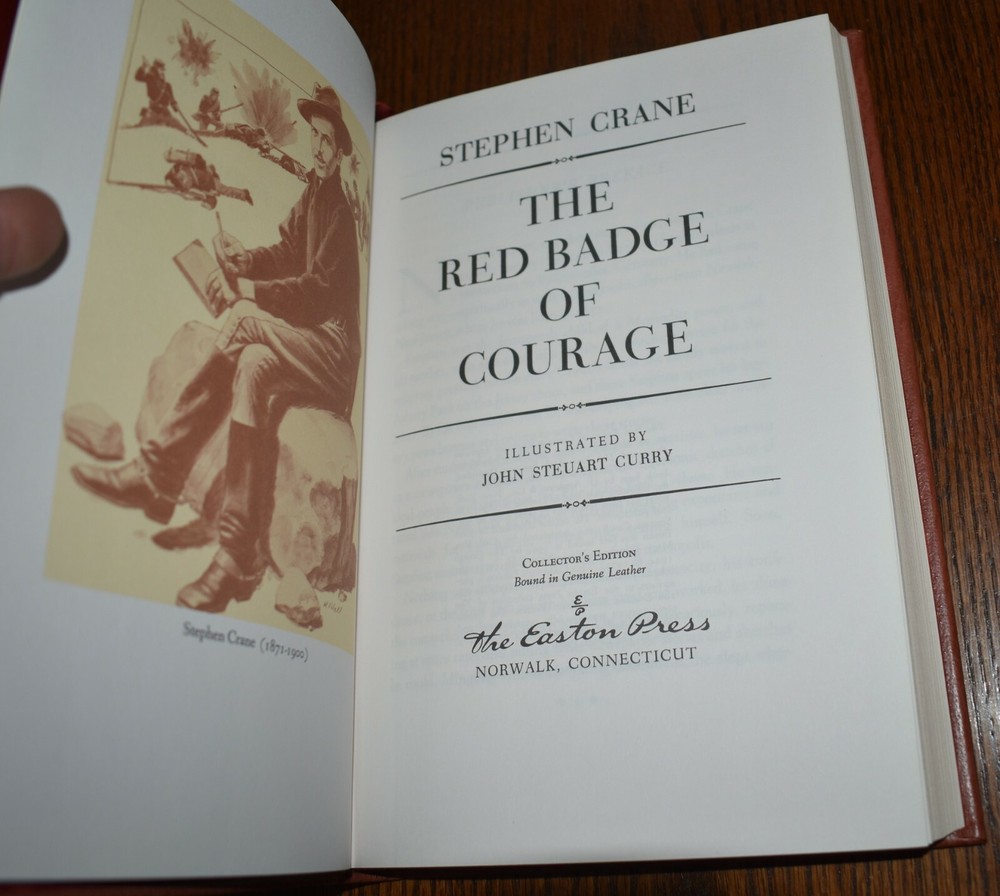 Stephen Crane (1871-1900)
STEPHEN CRANE
THE
RED BADGE
OF
COURAGE
ILLUSTRATED BY
JOHN STEUART CURRY
COLLECTOR'S EDITION
Bound in Genuine Leather
E
P
The Easton Press
NORWALK, CONNECTICUT